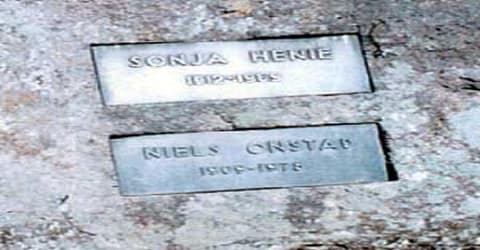 SONJA HENIE
1912-1969
NIELS ONSTAD
1909-1978